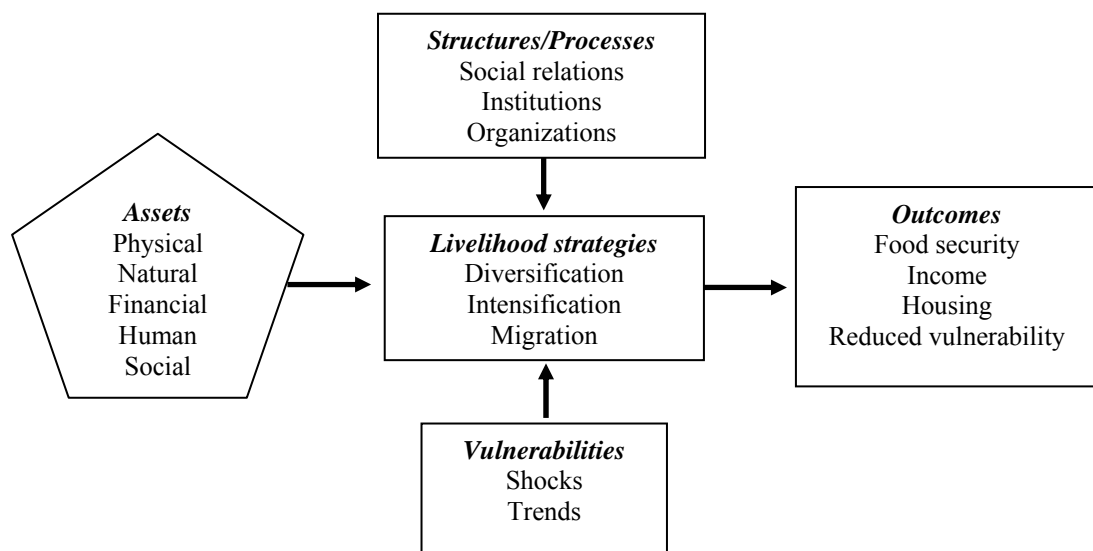 Structures/Processes
Social relations
Institutions
Organizations
Assets
Physical
Natural
Financial
Human
Social
Livelihood strategies
Diversification
Intensification
Migration
Outcomes
Food security
Income
Housing
Reduced vulnerability
Vulnerabilities
Shocks
Trends